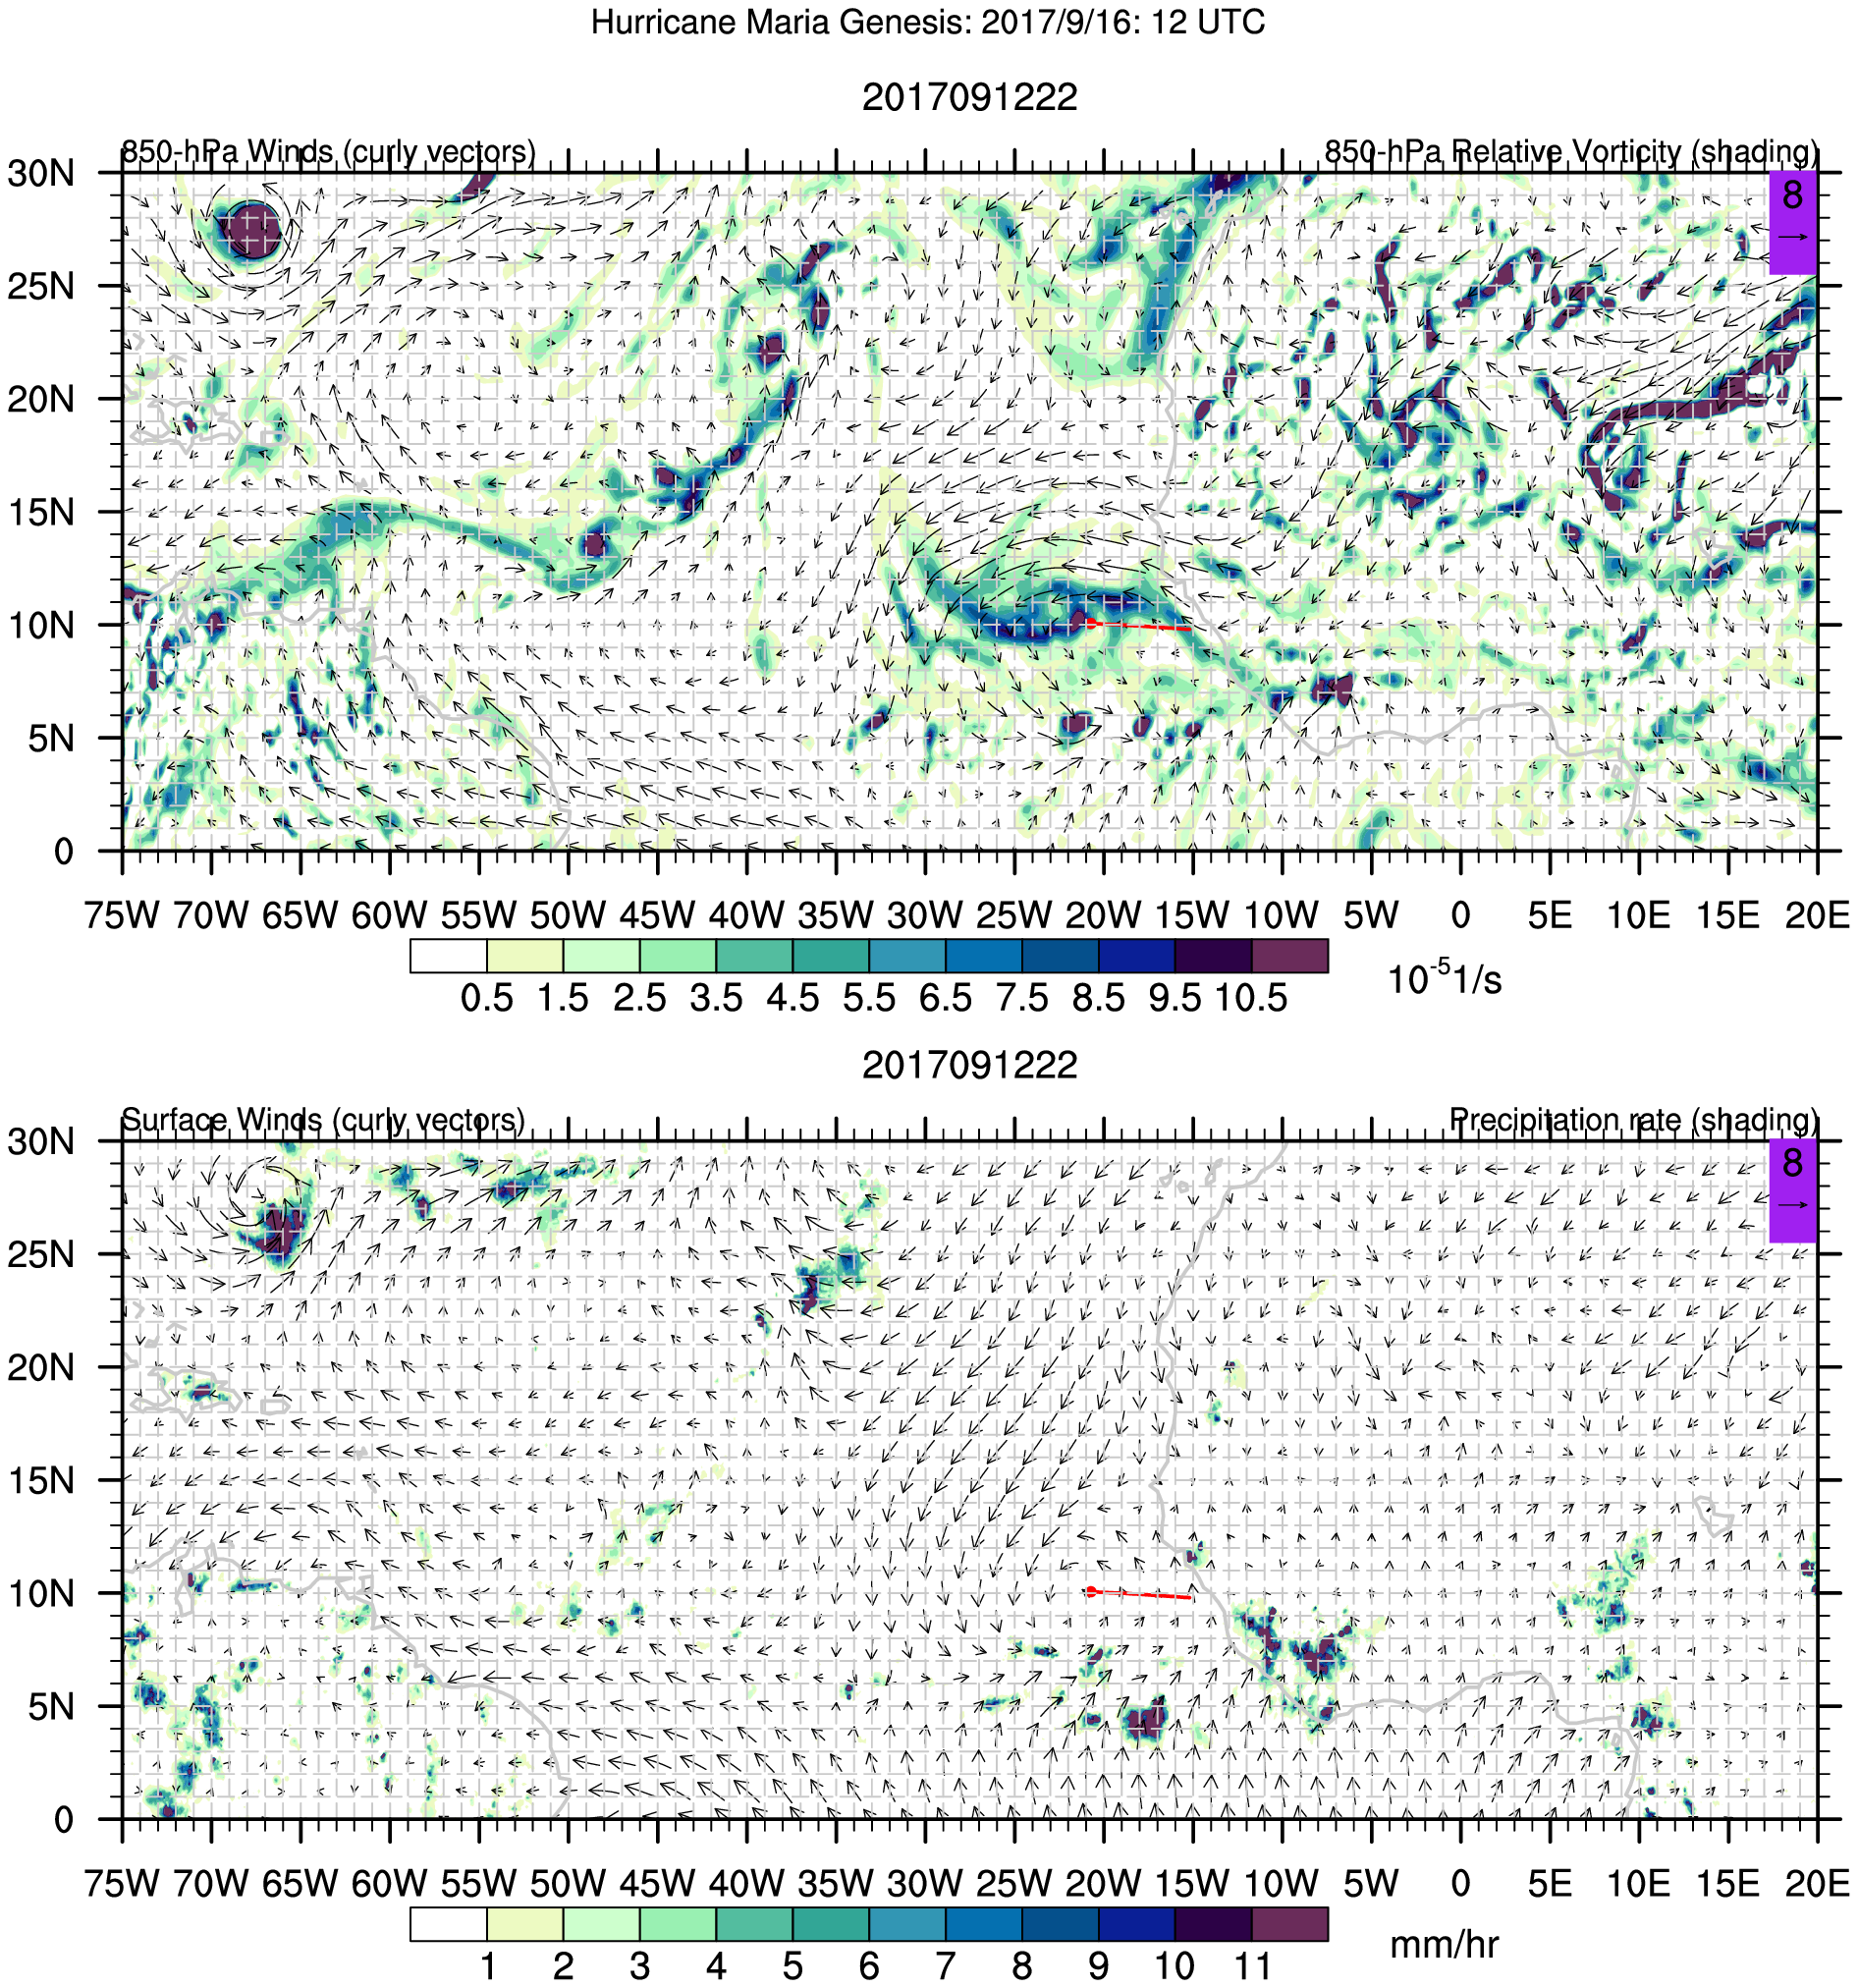 Hurricane Maria Genesis: 2017/9/16: 12 UTC
2017091222
850-hPa Winds (curly vectors)
850-hPa Relative Vorticity (shading)
8
30N
25N
20N
15N
10N
5N
0
75W 70W 65W 60W 55W 50W 45W 40W 35W 30W 25W 20W 15W 10W 5W 0 5E 10E 15E 20E
0.5 1.5 2.5 3.5 4.5 5.5 6.5 7.5 8.5 9.5 10.5
10⁻⁵1/s
2017091222
Surface Winds (curly vectors)
Precipitation rate (shading)
8
30N
25N
20N
15N
10N
5N
0
75W 70W 65W 60W 55W 50W 45W 40W 35W 30W 25W 20W 15W 10W 5W 0 5E 10E 15E 20E
1 2 3 4 5 6 7 8 9 10 11
mm/hr